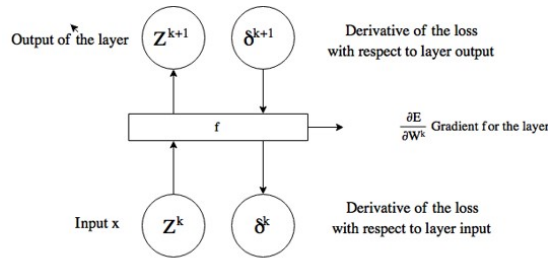 Output of the layer
Z^{k+1}
δ^{k+1}
Derivative of the loss
with respect to layer output
f
∂E/∂W^k Gradient f or the layer
Input x
Z^k
δ^k
Derivative of the loss
with respect to layer input